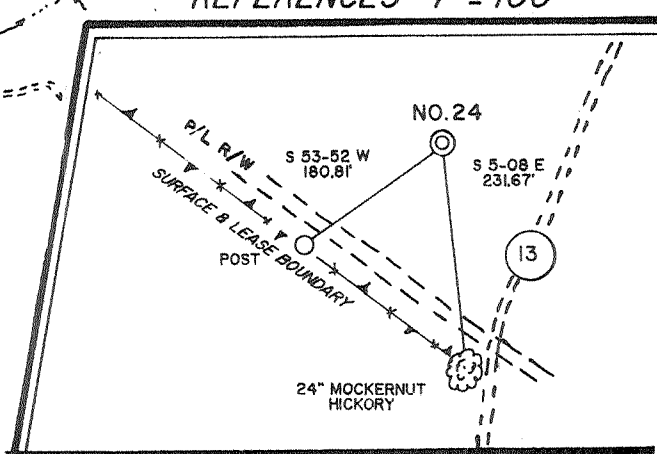 REFERENCES 1"=100'
NO.24
P/L R/W
S 53-52 W
180.81'
S 5-08 E
231.67'
SURFACE & LEASE BOUNDARY
POST
13
24" MOCKERNUT
HICKORY